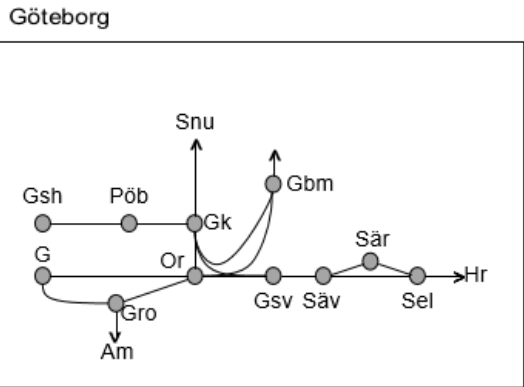 Göteborg
Snu
Gsh
Pöb
Gk
Gbm
G
Or
Sär
Hr
Gro
Gsv
Säv
Sel
Am